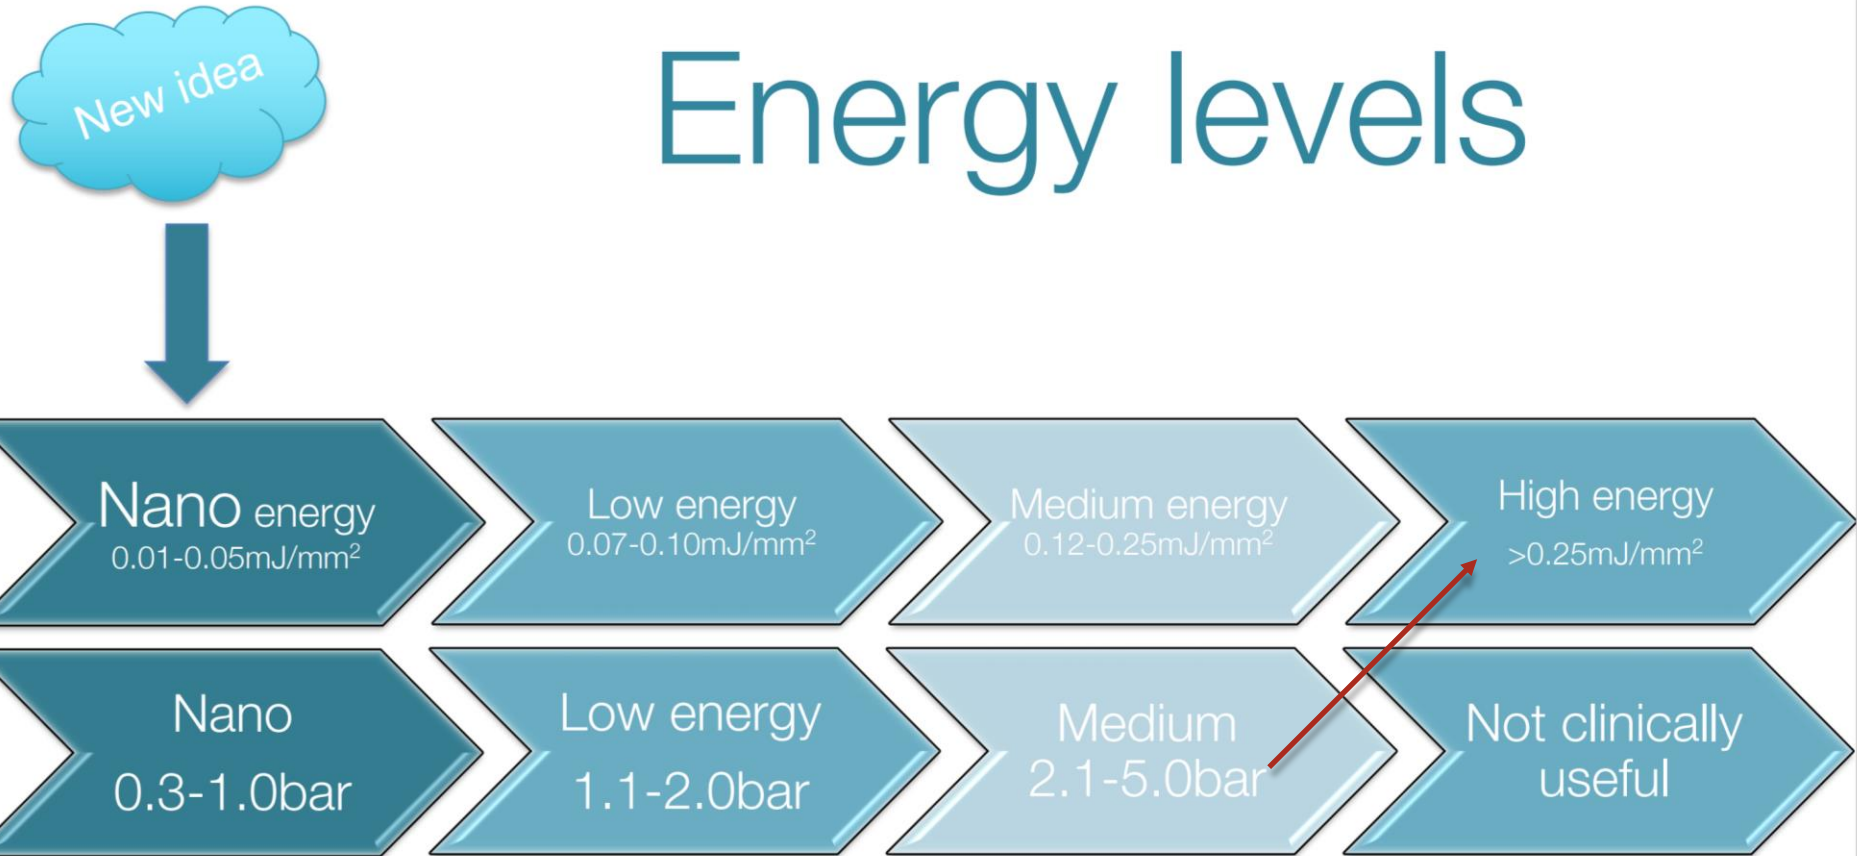 New idea
Energy levels
Nano energy
0.01-0.05mJ/mm²
Low energy
0.07-0.10mJ/mm²
Medium energy
0.12-0.25mJ/mm²
High energy
>0.25mJ/mm²
Nano
0.3-1.0bar
Low energy
1.1-2.0bar
Medium
2.1-5.0bar
Not clinically
useful